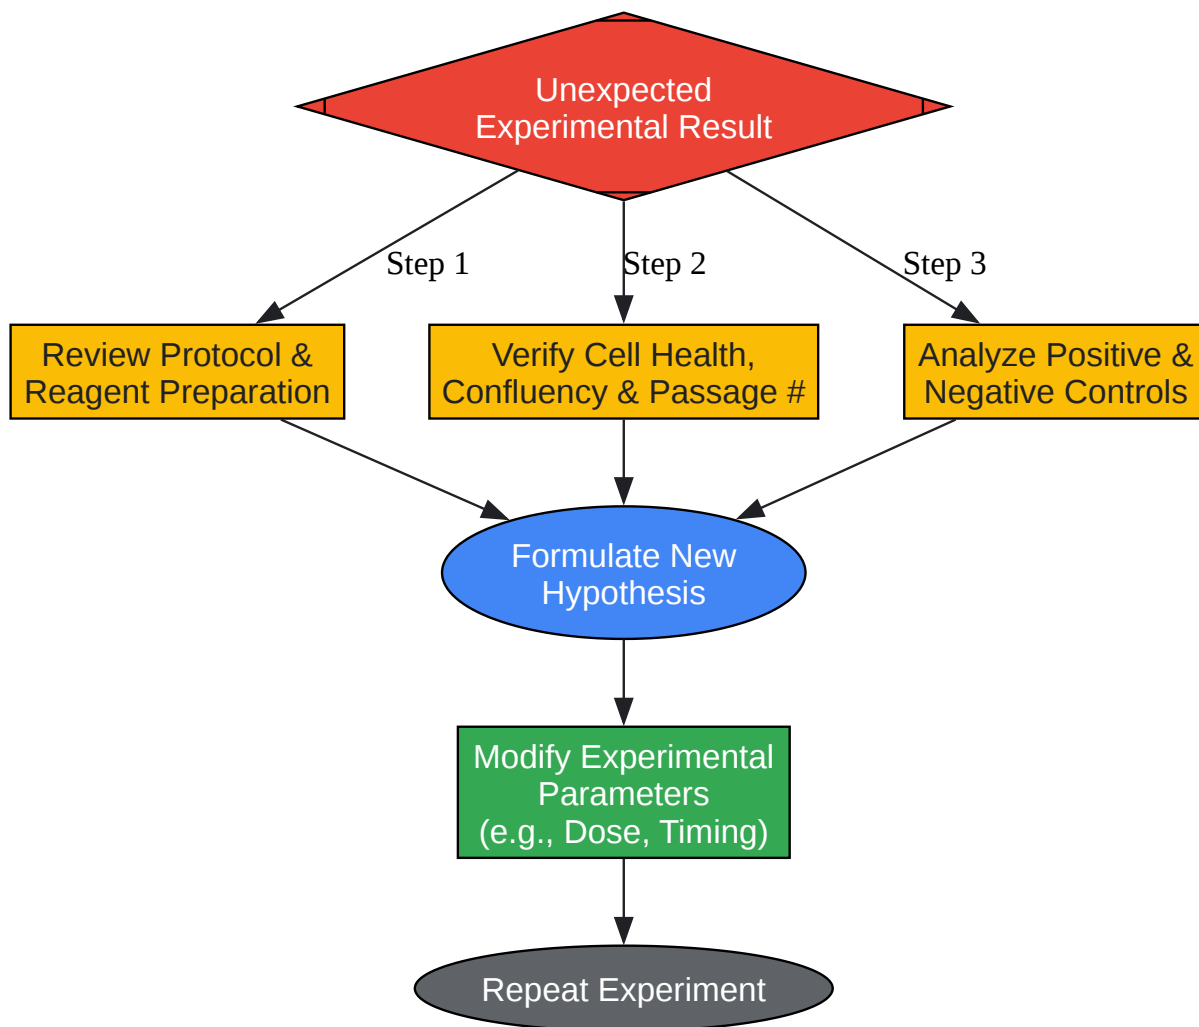 Unexpected
Experimental Result
Step 1
Step 2
Step 3
Review Protocol &
Reagent Preparation
Verify Cell Health,
Confluency & Passage #
Analyze Positive &
Negative Controls
Formulate New
Hypothesis
Modify Experimental
Parameters
(e.g., Dose, Timing)
Repeat Experiment